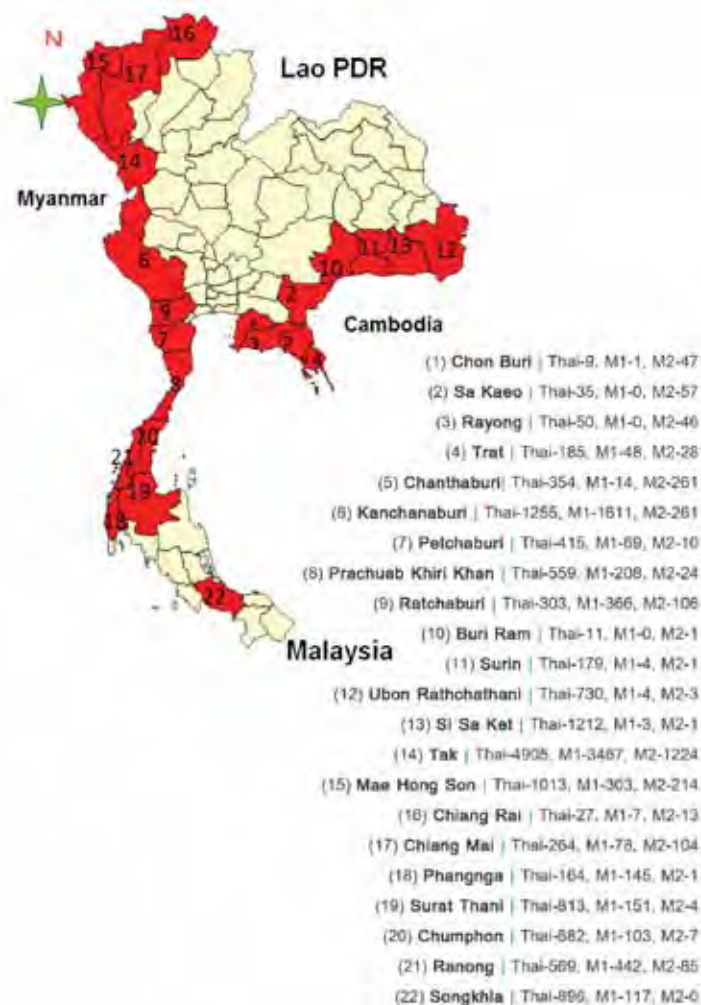 N
16
15
17
Lao PDR
14
Myanmar
6
11 13 12
10
2
9
Cambodia
7
3
(1) Chon Buri | Thai-9, M1-1, M2-47
(2) Sa Kaeo | Thai-35, M1-0, M2-57
8
(3) Rayong | Thai-50, M1-0, M2-46
20
(4) Trat | Thai-185, M1-48, M2-28
21
(5) Chanthaburi| Thai-354, M1-14, M2-261
19
(6) Kanchanaburi | Thai-1255, M1-1611, M2-261
18
(7) Petchaburi | Thai-415, M1-69, M2-10
(8) Prachuab Khiri Khan | Thai-559, M1-208, M2-24
22
(9) Ratchaburi | Thai-303, M1-366, M2-106
(10) Buri Ram | Thai-11, M1-0, M2-1
Malaysia
(11) Surin | Thai-179, M1-4, M2-1
(12) Ubon Rathchathani | Thai-730, M1-4, M2-3
(13) Si Sa Ket | Thai-1212, M1-3, M2-1
(14) Tak | Thai-4905, M1-3467, M2-1224
(15) Mae Hong Son | Thai-1013, M1-303, M2-214
(16) Chiang Rai | Thai-27, M1-7, M2-13
(17) Chiang Mai | Thai-264, M1-78, M2-104
(18) Phangnga | Thai-164, M1-145, M2-1
(19) Surat Thani | Thai-813, M1-151, M2-4
(20) Chumphon | Thai-682, M1-103, M2-7
(21) Ranong | Thai-569, M1-442, M2-85
(22) Songkhla | Thai-896, M1-117, M2-0